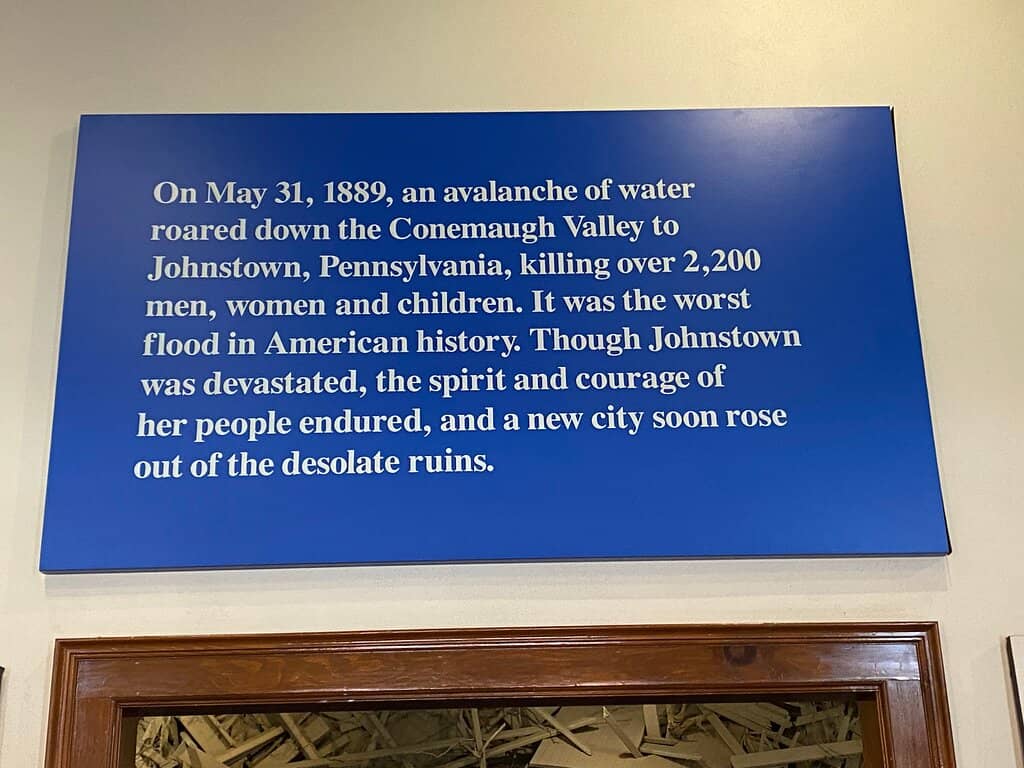 On May 31, 1889, an avalanche of water
roared down the Conemaugh Valley to
Johnstown, Pennsylvania, killing over 2,200
men, women and children. It was the worst
flood in American history. Though Johnstown
was devastated, the spirit and courage of
her people endured, and a new city soon rose
out of the desolate ruins.